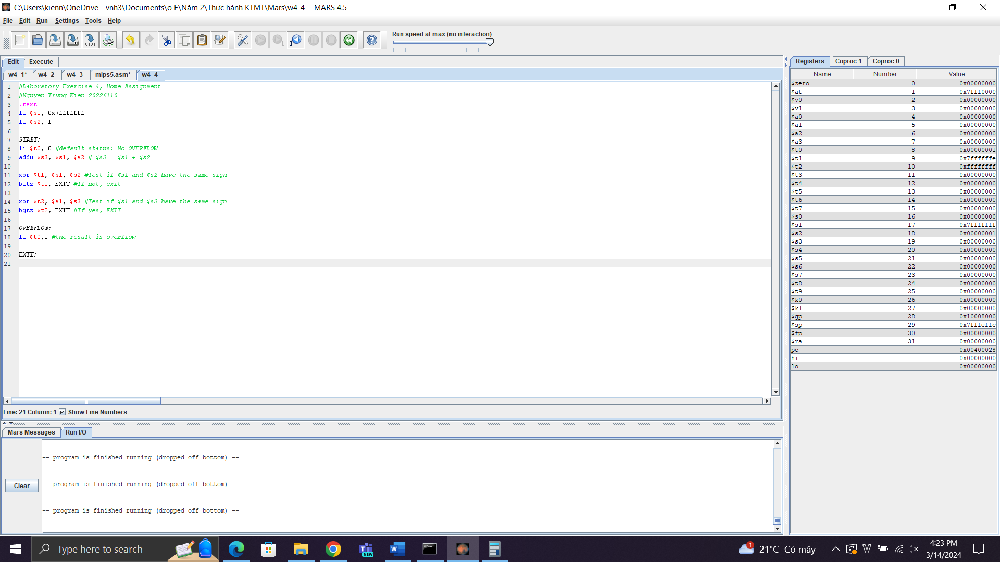 C:\Users\kienn\OneDrive - vnh3\Documents\o E\Năm 2\Thực hành KTMT\Mars\w4_4 - MARS 4.5
File Edit Run Settings Tools Help
Run speed at max (no interaction)
Edit Execute
w4_1* w4_2 w4_3 mips5.asm* w4_4
1 #Laboratory Exercise 4, Home Assignment
2 #Nguyen Trung Kien 20226110
3 .text
4 li $s1, 0x7fffffff
5 li $s2, 1
6
7 START:
8 li $t0, 0 #default status: No OVERFLOW
9 addu $s3, $s1, $s2 # $s3 = $s1 + $s2
10
11 xor $t1, $s1, $s2 #Test if $s1 and $s2 have the same sign
12 bltz $t1, EXIT #If not, exit
13
14 xor $t2, $s1, $s3 #Test if $s1 and $s3 have the same sign
15 bgtz $t2, EXIT #If yes, EXIT
16
17 OVERFLOW:
18 li $t0,1 #the result is overflow
19
20 EXIT:
21
Line: 21 Column: 1 Show Line Numbers
Mars Messages Run I/O
-- program is finished running (dropped off bottom) --
-- program is finished running (dropped off bottom) --
-- program is finished running (dropped off bottom) --
Clear
Registers Coproc 1 Coproc 0
Name Number Value
$zero 0 0x00000000
$at 1 0x7fff0000
$v0 2 0x00000000
$v1 3 0x00000000
$a0 4 0x00000000
$a1 5 0x00000000
$a2 6 0x00000000
$a3 7 0x00000000
$t0 8 0x00000001
$t1 9 0x7ffffffe
$t2 10 0xffffffff
$t3 11 0x00000000
$t4 12 0x00000000
$t5 13 0x00000000
$t6 14 0x00000000
$t7 15 0x00000000
$s0 16 0x00000000
$s1 17 0x7fffffff
$s2 18 0x00000001
$s3 19 0x80000000
$s4 20 0x00000000
$s5 21 0x00000000
$s6 22 0x00000000
$s7 23 0x00000000
$t8 24 0x00000000
$t9 25 0x00000000
$k0 26 0x00000000
$k1 27 0x00000000
$gp 28 0x10008000
$sp 29 0x7fffeffc
$fp 30 0x00000000
$ra 31 0x00000000
pc 0x00400028
hi 0x00000000
lo 0x00000000
Type here to search
NEW
1
21°C Có mây
4:23 PM
3/14/2024